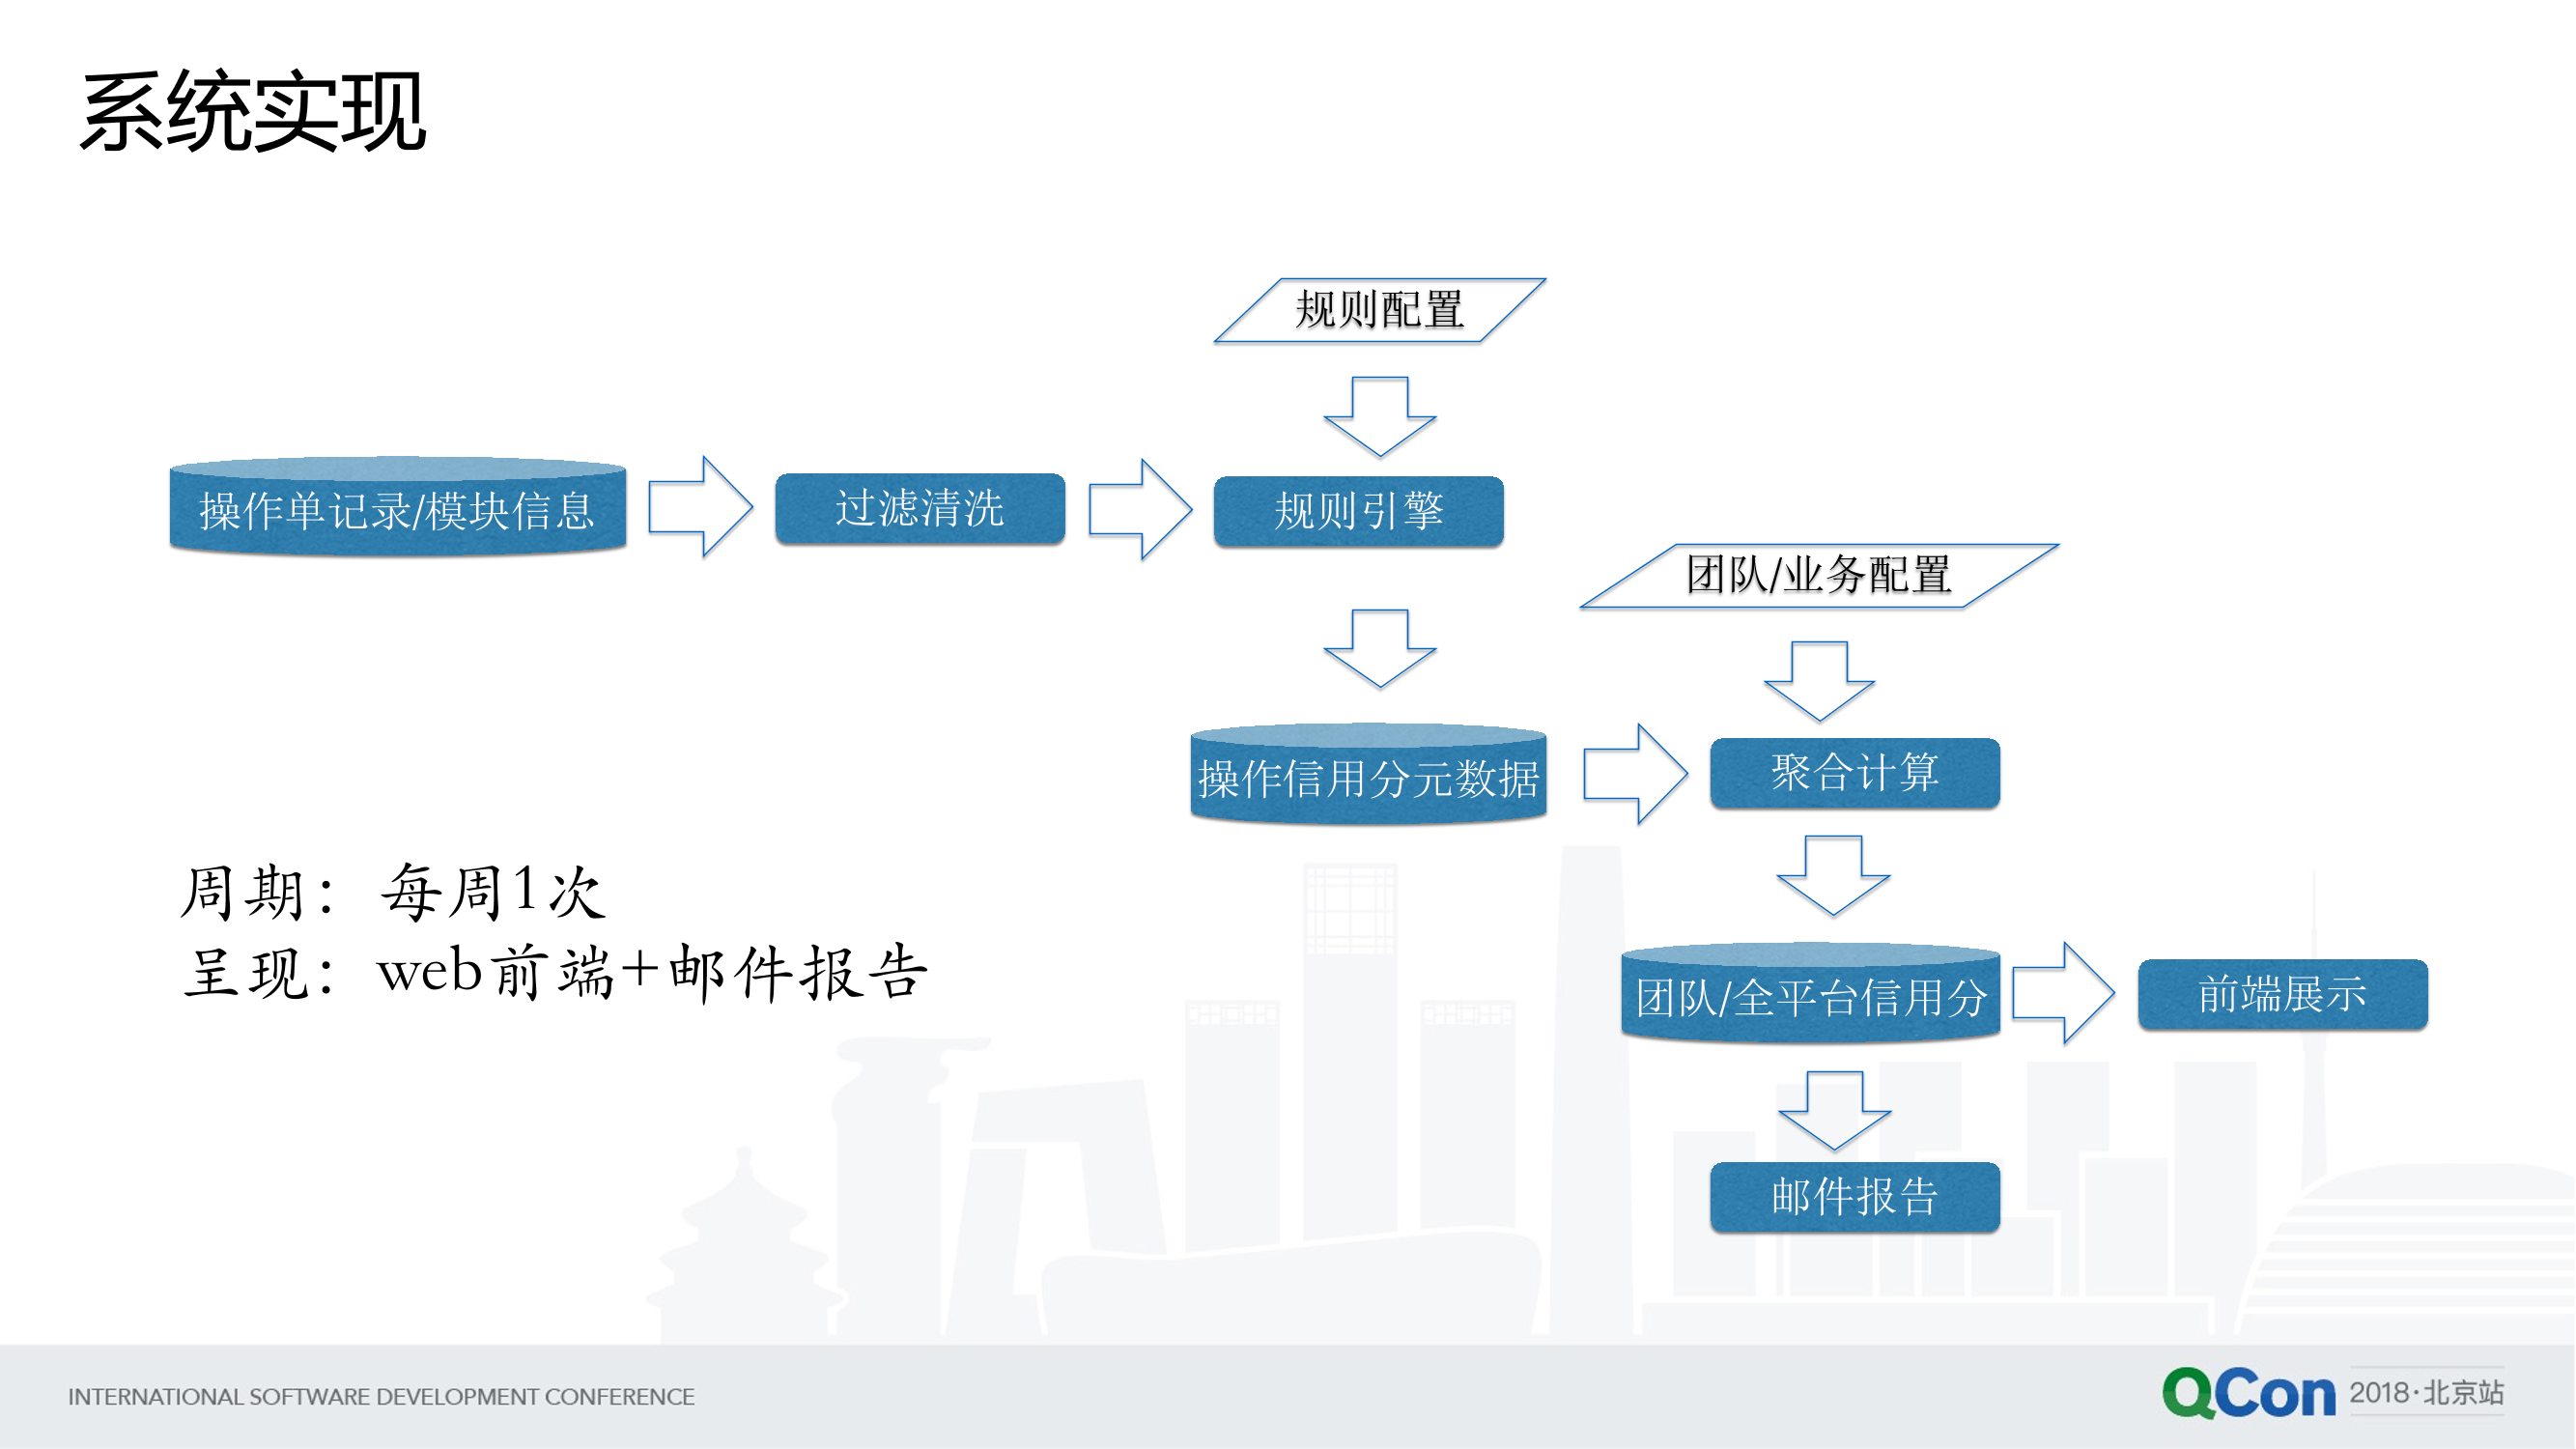 系统实现
规则配置
操作单记录/模块信息
过滤清洗
规则引擎
团队/业务配置
操作信用分元数据
聚合计算
周期：每周1次
呈现：web前端+邮件报告
团队/全平台信用分
前端展示
邮件报告
INTERNATIONAL SOFTWARE DEVELOPMENT CONFERENCE
QCon 2018·北京站